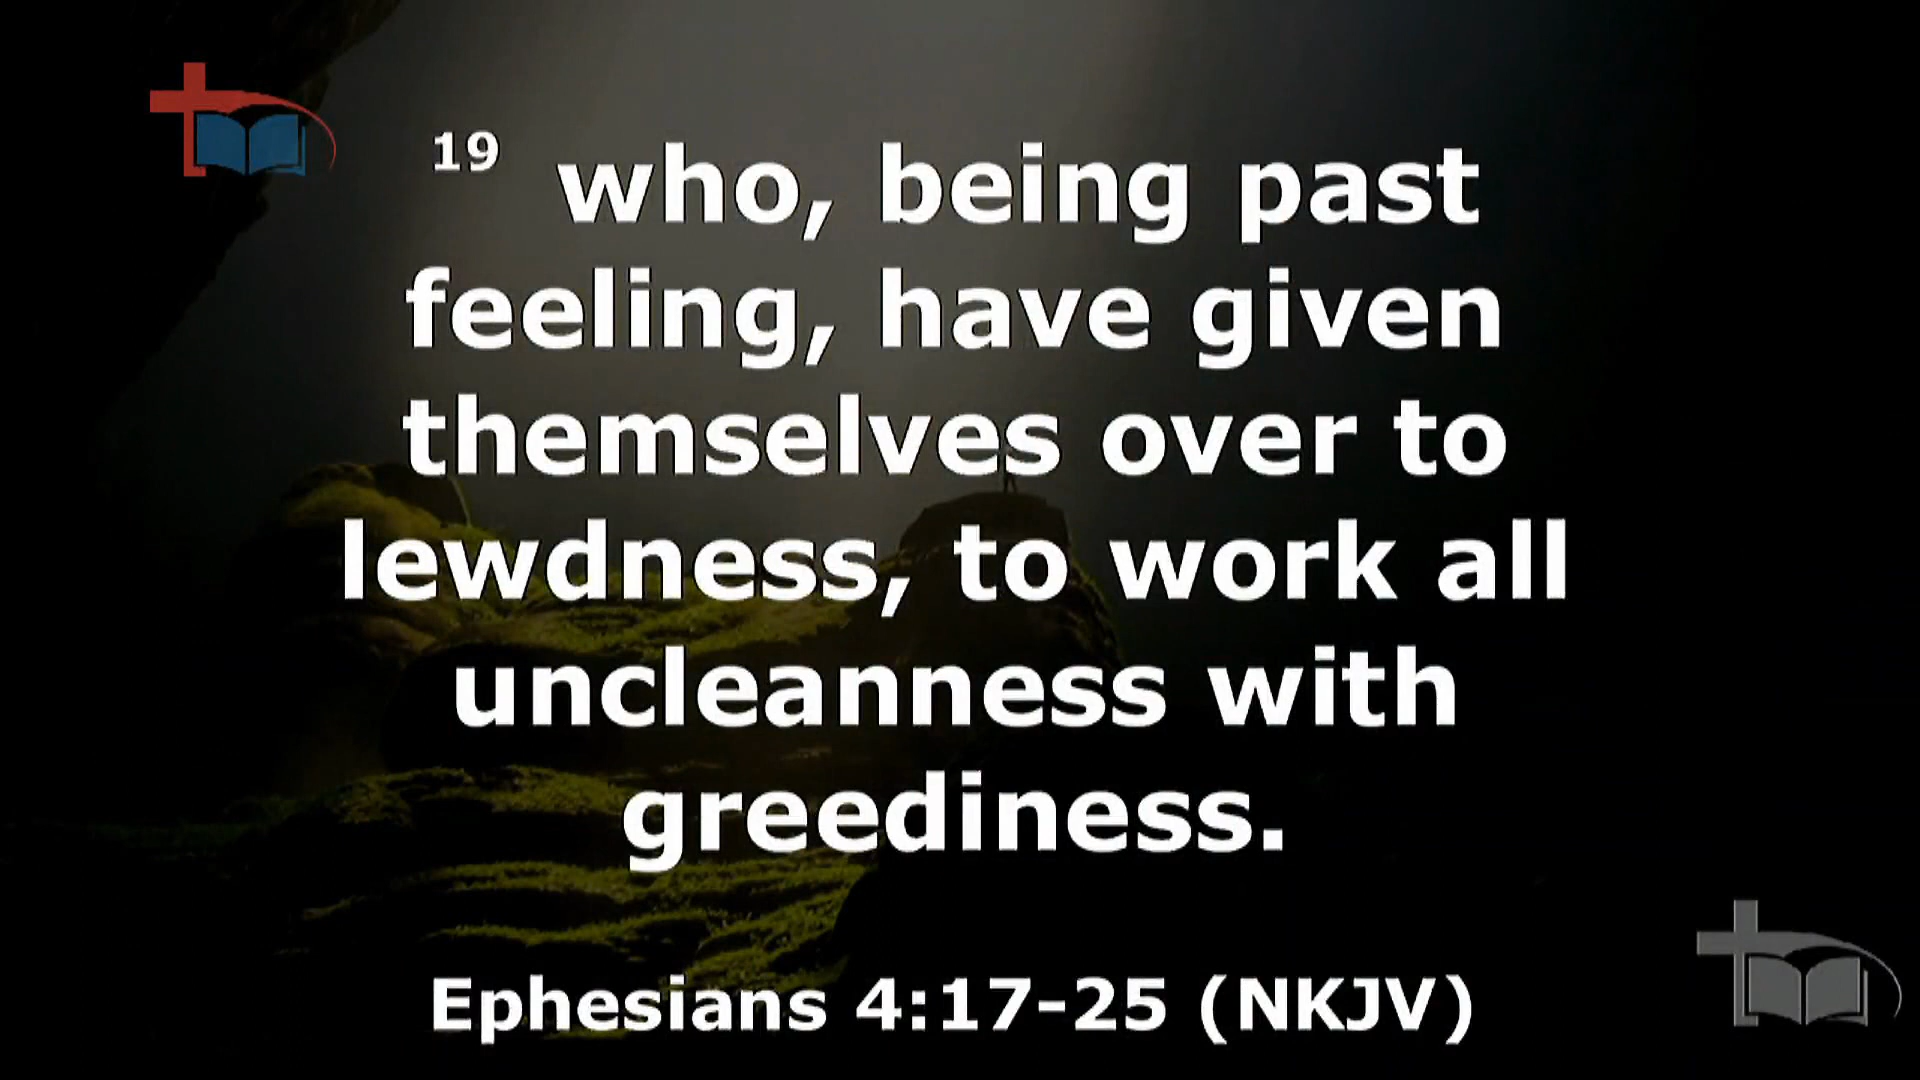 19 who, being past
feeling, have given
themselves over to
lewdness, to work all
uncleanness with
greediness.
Ephesians 4:17-25 (NKJV)